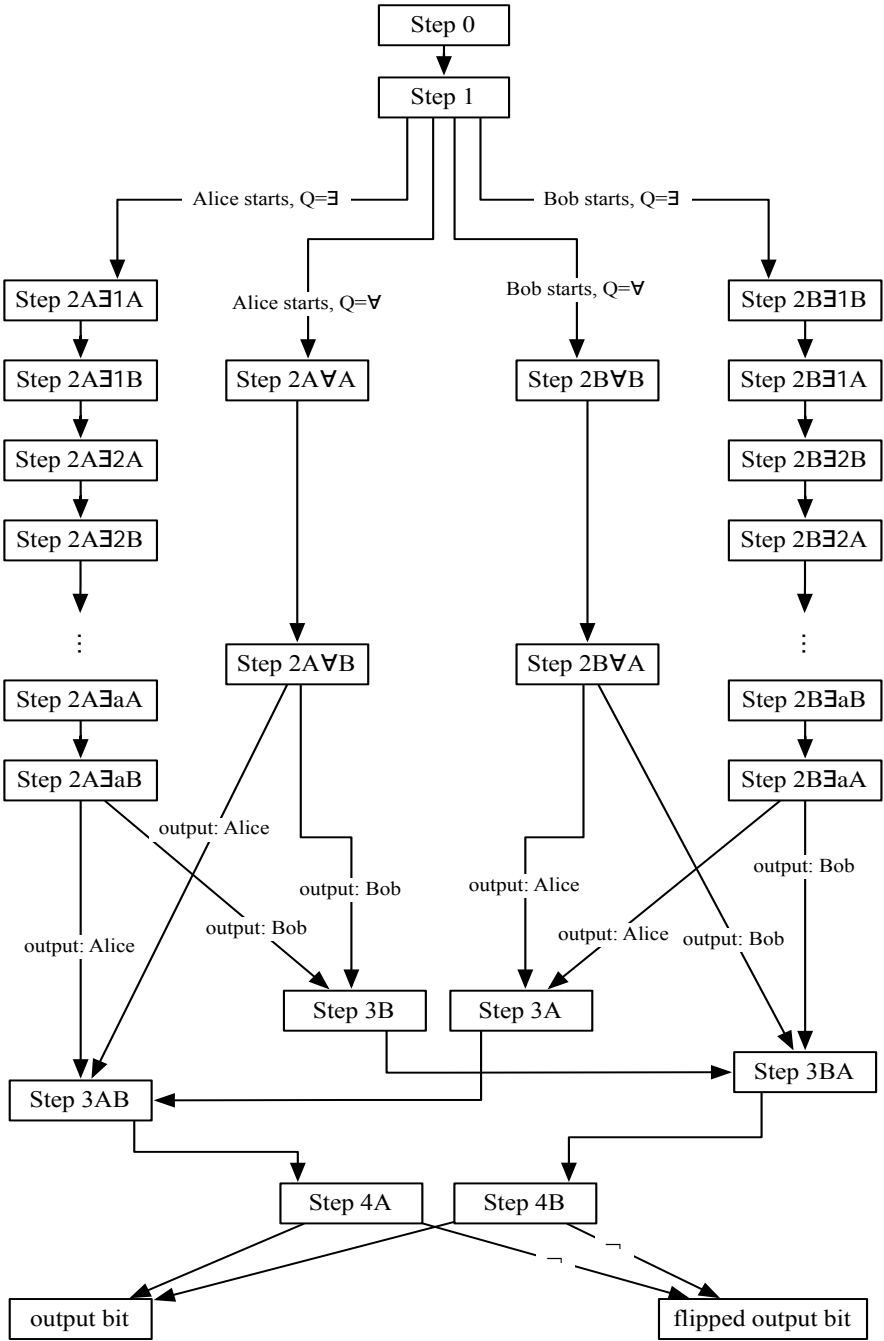 Step 0
Step 1
Alice starts, Q=∃
Bob starts, Q=∃
Step 2A∃1A
Alice starts, Q=∀
Bob starts, Q=∀
Step 2B∃1B
Step 2A∃1B
Step 2A∀A
Step 2B∀B
Step 2B∃1A
Step 2A∃2A
Step 2B∃2B
Step 2A∃2B
Step 2B∃2A
⋮
⋮
Step 2A∀B
Step 2B∀A
Step 2A∃aA
Step 2B∃aB
Step 2A∃aB
Step 2B∃aA
output: Alice
output: Bob
output: Bob
output: Alice
output: Alice
output: Bob
output: Alice
output: Bob
Step 3B
Step 3A
Step 3BA
Step 3AB
Step 4A
Step 4B
¬
¬
output bit
flipped output bit